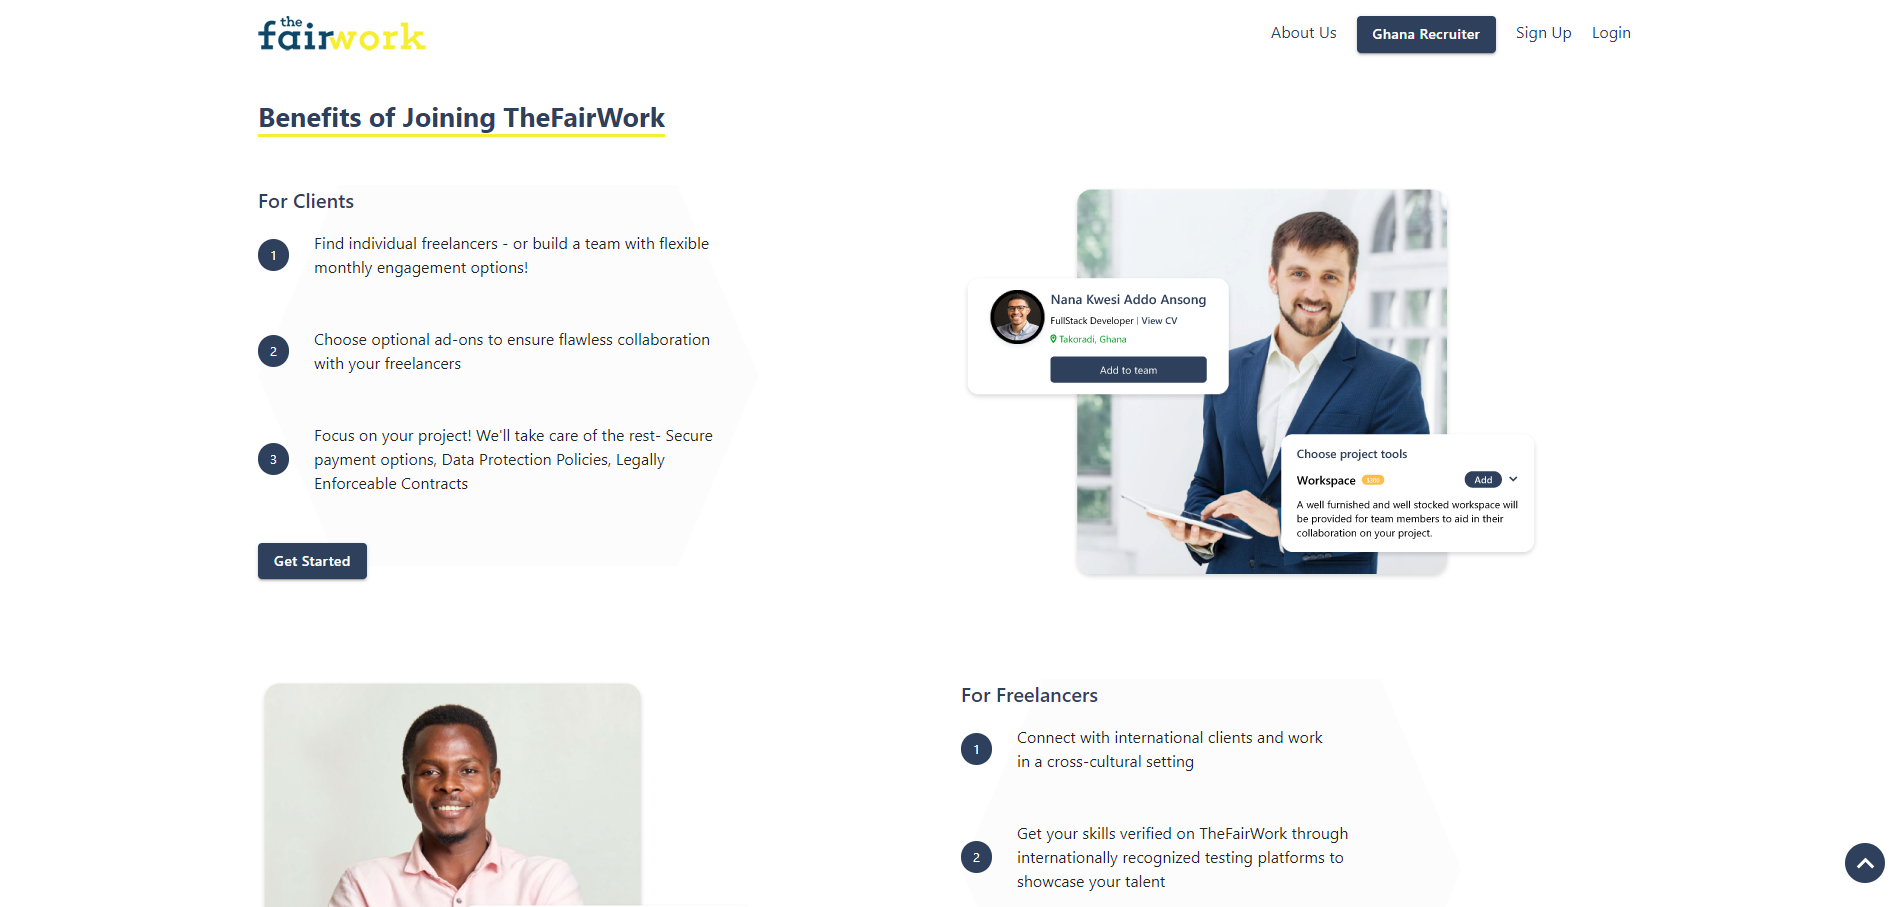 the
fairwork
About Us
Ghana Recruiter
Sign Up
Login
Benefits of Joining TheFairWork
For Clients
1
Find individual freelancers - or build a team with flexible
monthly engagement options!
2
Choose optional ad-ons to ensure flawless collaboration
with your freelancers
3
Focus on your project! We'll take care of the rest- Secure
payment options, Data Protection Policies, Legally
Enforceable Contracts
Get Started
Nana Kwesi Addo Ansong
FullStack Developer | View CV
Takoradi, Ghana
Add to team
Choose project tools
Workspace
Add
A well furnished and well stocked workspace will
be provided for team members to aid in their
collaboration on your project.
For Freelancers
1
Connect with international clients and work
in a cross-cultural setting
2
Get your skills verified on TheFairWork through
internationally recognized testing platforms to
showcase your talent